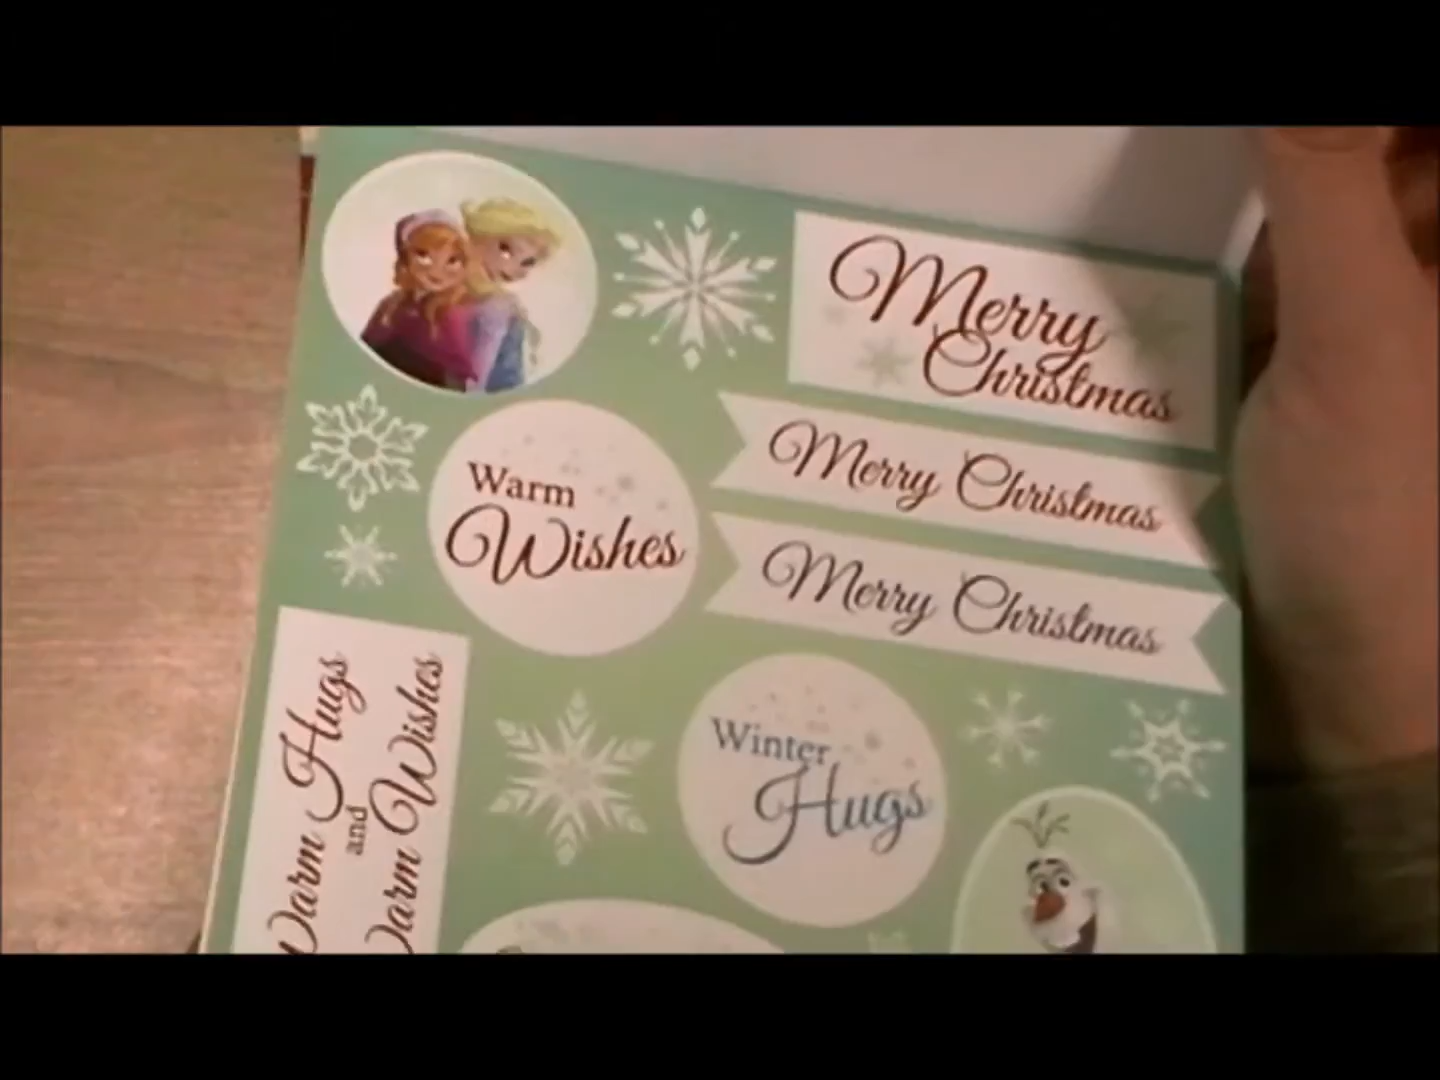 Merry
Christmas
Merry Christmas
Warm
Wishes
Merry Christmas
Warm Hugs
and
Warm Wishes
Winter
Hugs